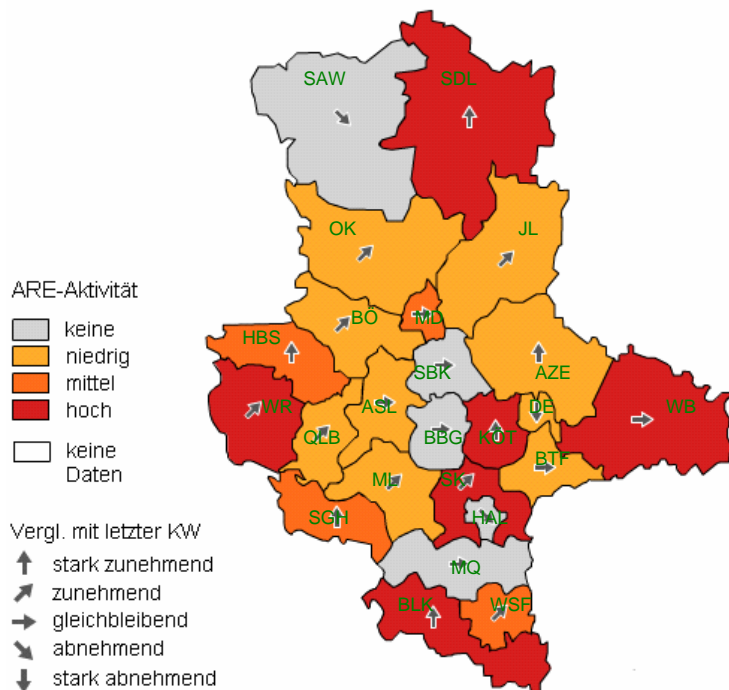 SAW
SDL
OK
JL
ARE-Aktivität
keine
niedrig
mittel
hoch
keine
Daten
BÖ
MD
HBS
SBK
AZE
WR
ASL
DE
WB
QLB
BBG
KÖT
BTF
ML
SK
SGH
HAL
MQ
BLK
WSF
Vergl. mit letzter KW
stark zunehmend
zunehmend
gleichbleibend
abnehmend
stark abnehmend